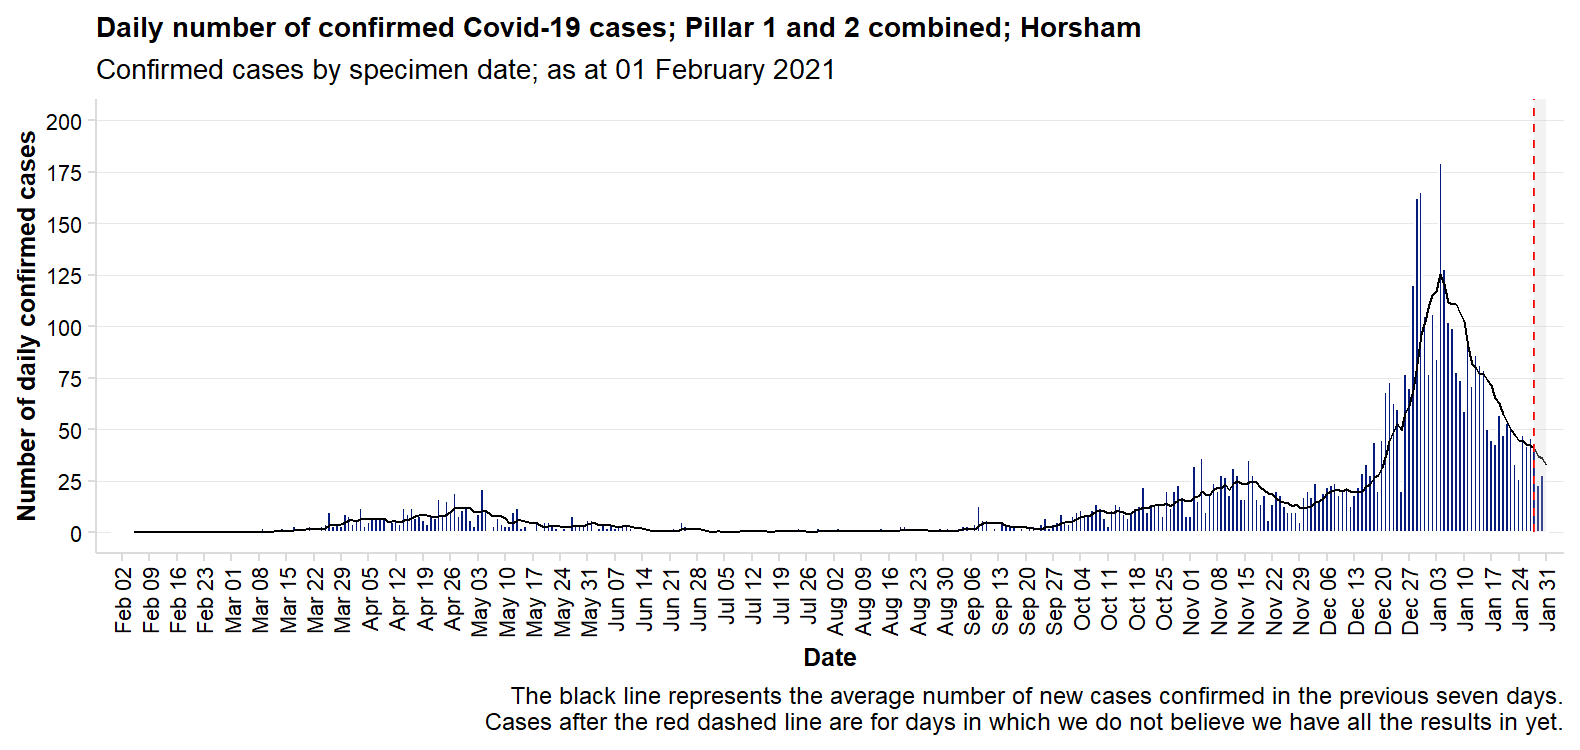 Daily number of confirmed Covid-19 cases; Pillar 1 and 2 combined; Horsham
Confirmed cases by specimen date; as at 01 February 2021
Number of daily confirmed cases
200
175
150
125
100
75
50
25
0
Feb 02
Feb 09
Feb 16
Feb 23
Mar 01
Mar 08
Mar 15
Mar 22
Mar 29
Apr 05
Apr 12
Apr 19
Apr 26
May 03
May 10
May 17
May 24
May 31
Jun 07
Jun 14
Jun 21
Jun 28
Jul 05
Jul 12
Jul 19
Jul 26
Aug 02
Aug 09
Aug 16
Aug 23
Aug 30
Sep 06
Sep 13
Sep 20
Sep 27
Oct 04
Oct 11
Oct 18
Oct 25
Nov 01
Nov 08
Nov 15
Nov 22
Nov 29
Dec 06
Dec 13
Dec 20
Dec 27
Jan 03
Jan 10
Jan 17
Jan 24
Jan 31
Date
The black line represents the average number of new cases confirmed in the previous seven days.
Cases after the red dashed line are for days in which we do not believe we have all the results in yet.